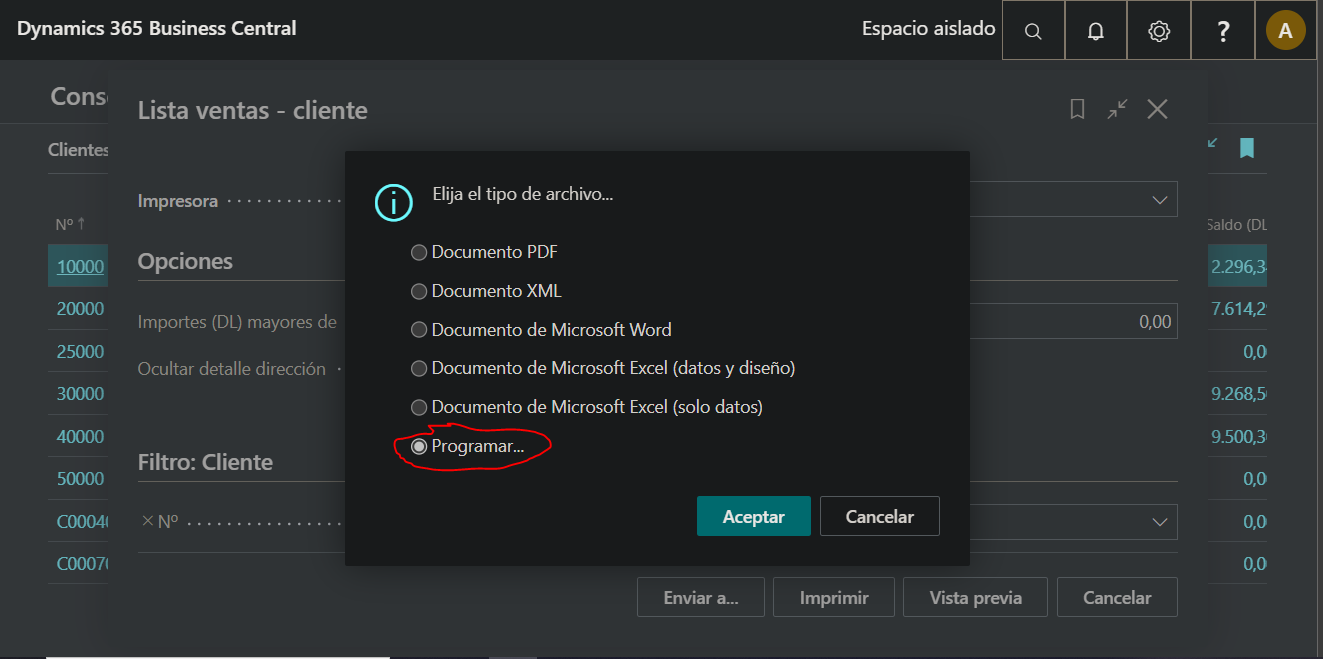 Dynamics 365 Business Central
Espacio aislado
?
A
Cons
Lista ventas - cliente
Clientes
Elija el tipo de archivo...
Impresora
Nº ↑
Saldo (DL
Documento PDF
Opciones
10000
2.296,3
Documento XML
20000
7.614,2
Importes (DL) mayores de
0,00
Documento de Microsoft Word
25000
0,0
Ocultar detalle dirección
Documento de Microsoft Excel (datos y diseño)
30000
9.268,5
Documento de Microsoft Excel (solo datos)
40000
9.500,3
Programar...
Filtro: Cliente
50000
0,0
Nº
C0004
0,0
Aceptar
Cancelar
C0007
0,0
Enviar a...
Imprimir
Vista previa
Cancelar